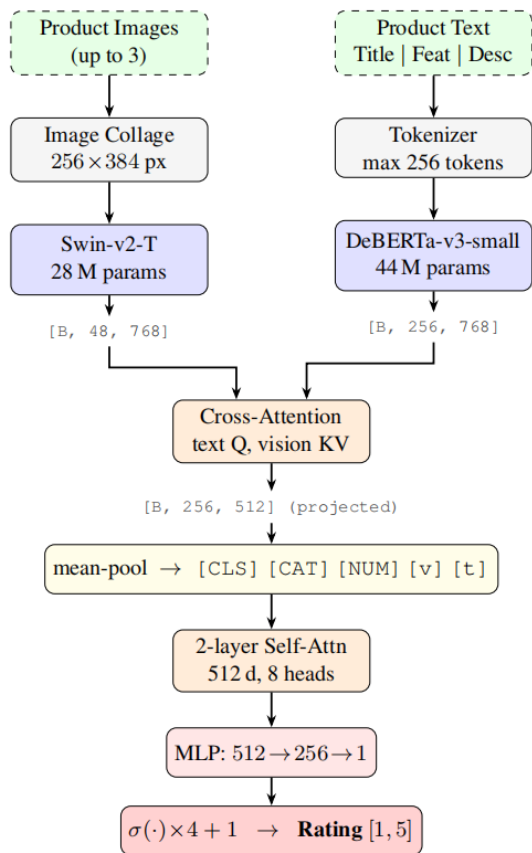 Product Images
(up to 3)
Product Text
Title | Feat | Desc
Image Collage
256×384 px
Tokenizer
max 256 tokens
Swin-v2-T
28 M params
DeBERTa-v3-small
44 M params
[B, 48, 768]
[B, 256, 768]
Cross-Attention
text Q, vision KV
[B, 256, 512] (projected)
mean-pool → [CLS] [CAT] [NUM] [v] [t]
2-layer Self-Attn
512 d, 8 heads
MLP: 512→256→1
σ(·)×4 + 1 → Rating [1, 5]